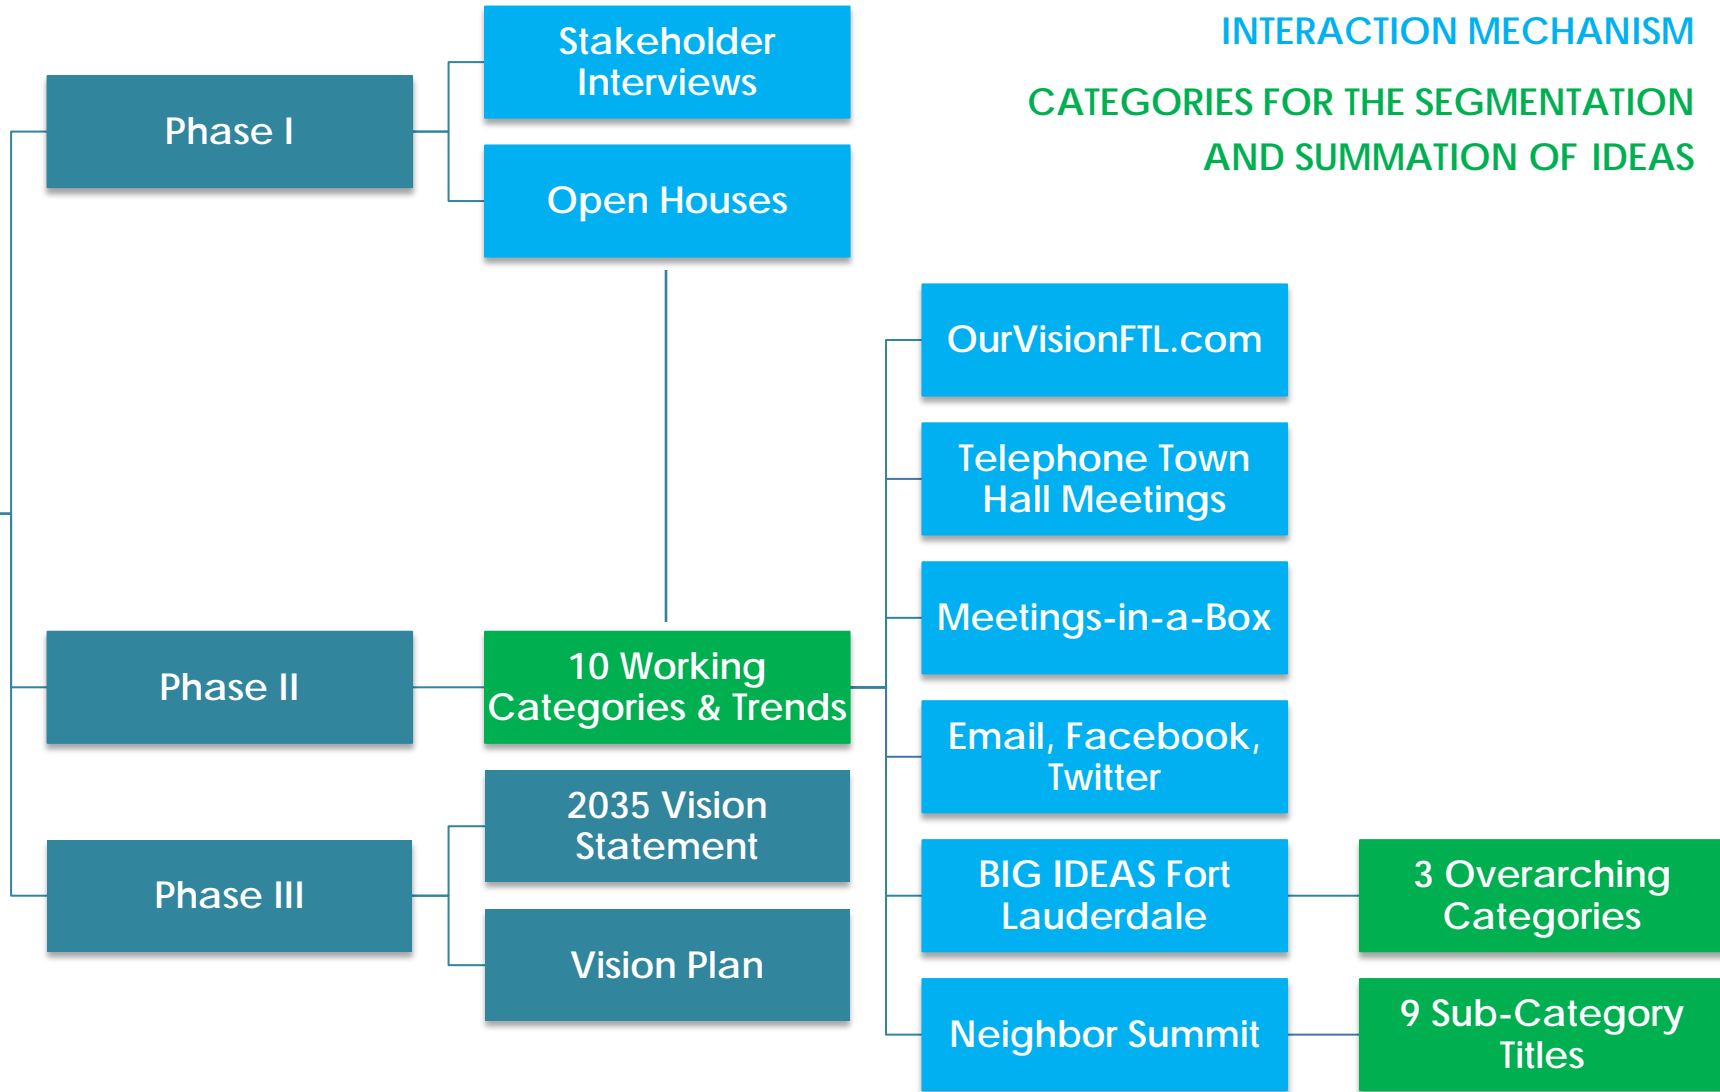 INTERACTION MECHANISM
CATEGORIES FOR THE SEGMENTATION
AND SUMMATION OF IDEAS
Phase I
Stakeholder
Interviews
Open Houses
Phase II
10 Working
Categories & Trends
OurVisionFTL.com
Telephone Town
Hall Meetings
Meetings-in-a-Box
Email, Facebook,
Twitter
BIG IDEAS Fort
Lauderdale
3 Overarching
Categories
Neighbor Summit
9 Sub-Category
Titles
Phase III
2035 Vision
Statement
Vision Plan